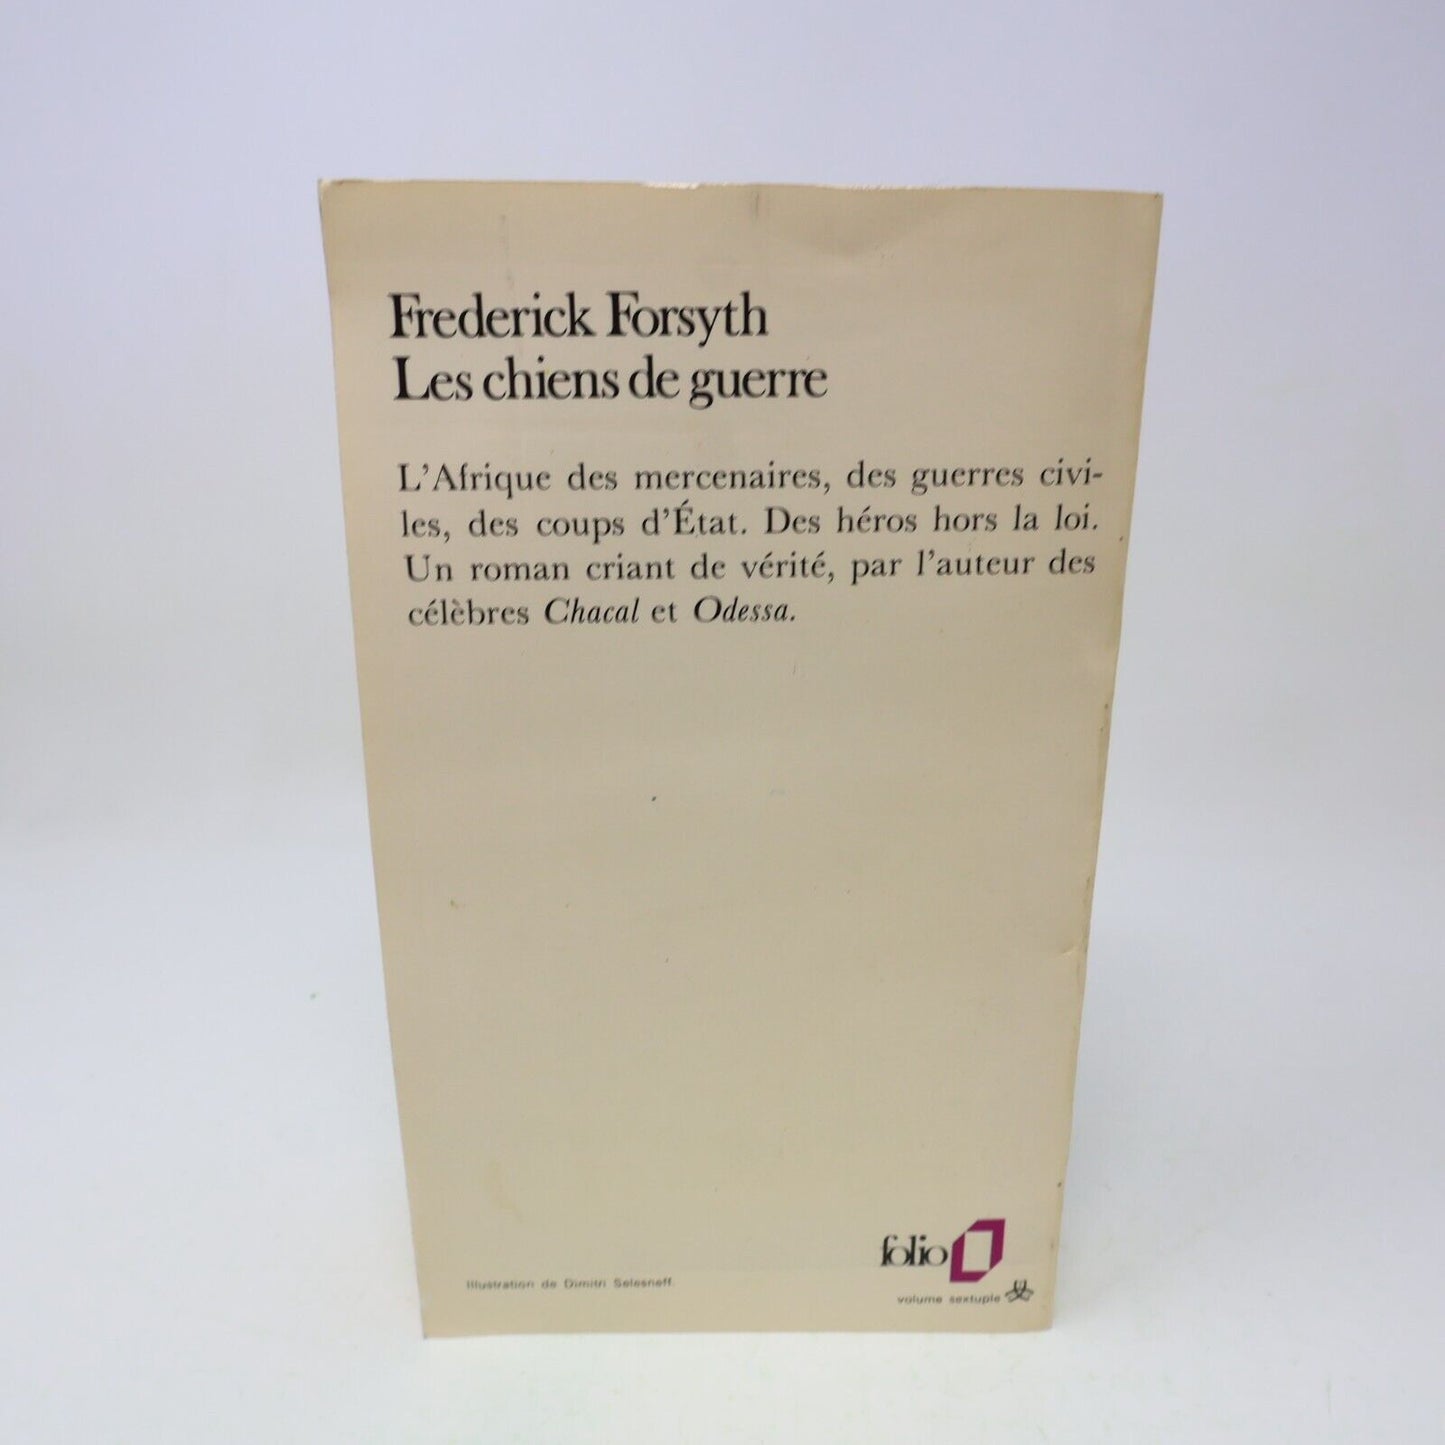 Frederick Forsyth
Les chiens de guerre
L'Afrique des mercenaires, des guerres civi-
les, des coups d'État. Des héros hors la loi.
Un roman criant de vérité, par l'auteur des
célèbres Chacal et Odessa.
folio
Illustration de Dimitri Selesneff.
volume sextuple